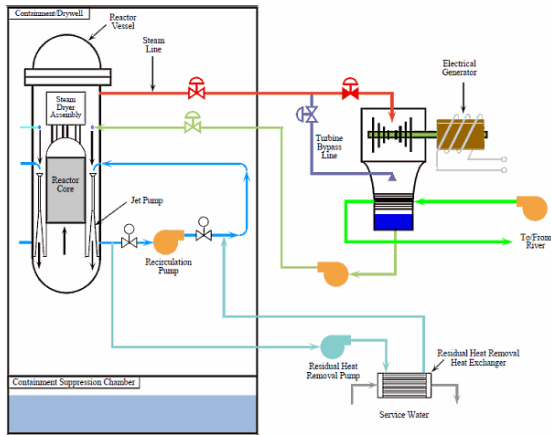 Containment/Drywell
Reactor
Vessel
Steam
Line
Electrical
Generator
Steam
Dryer
Assembly
Turbine
Bypass
Line
Reactor
Core
Jet Pump
Recirculation
Pump
To/From
River
Residual Heat
Removal Pump
Residual Heat Removal
Heat Exchanger
Containment Suppression Chamber
Service Water